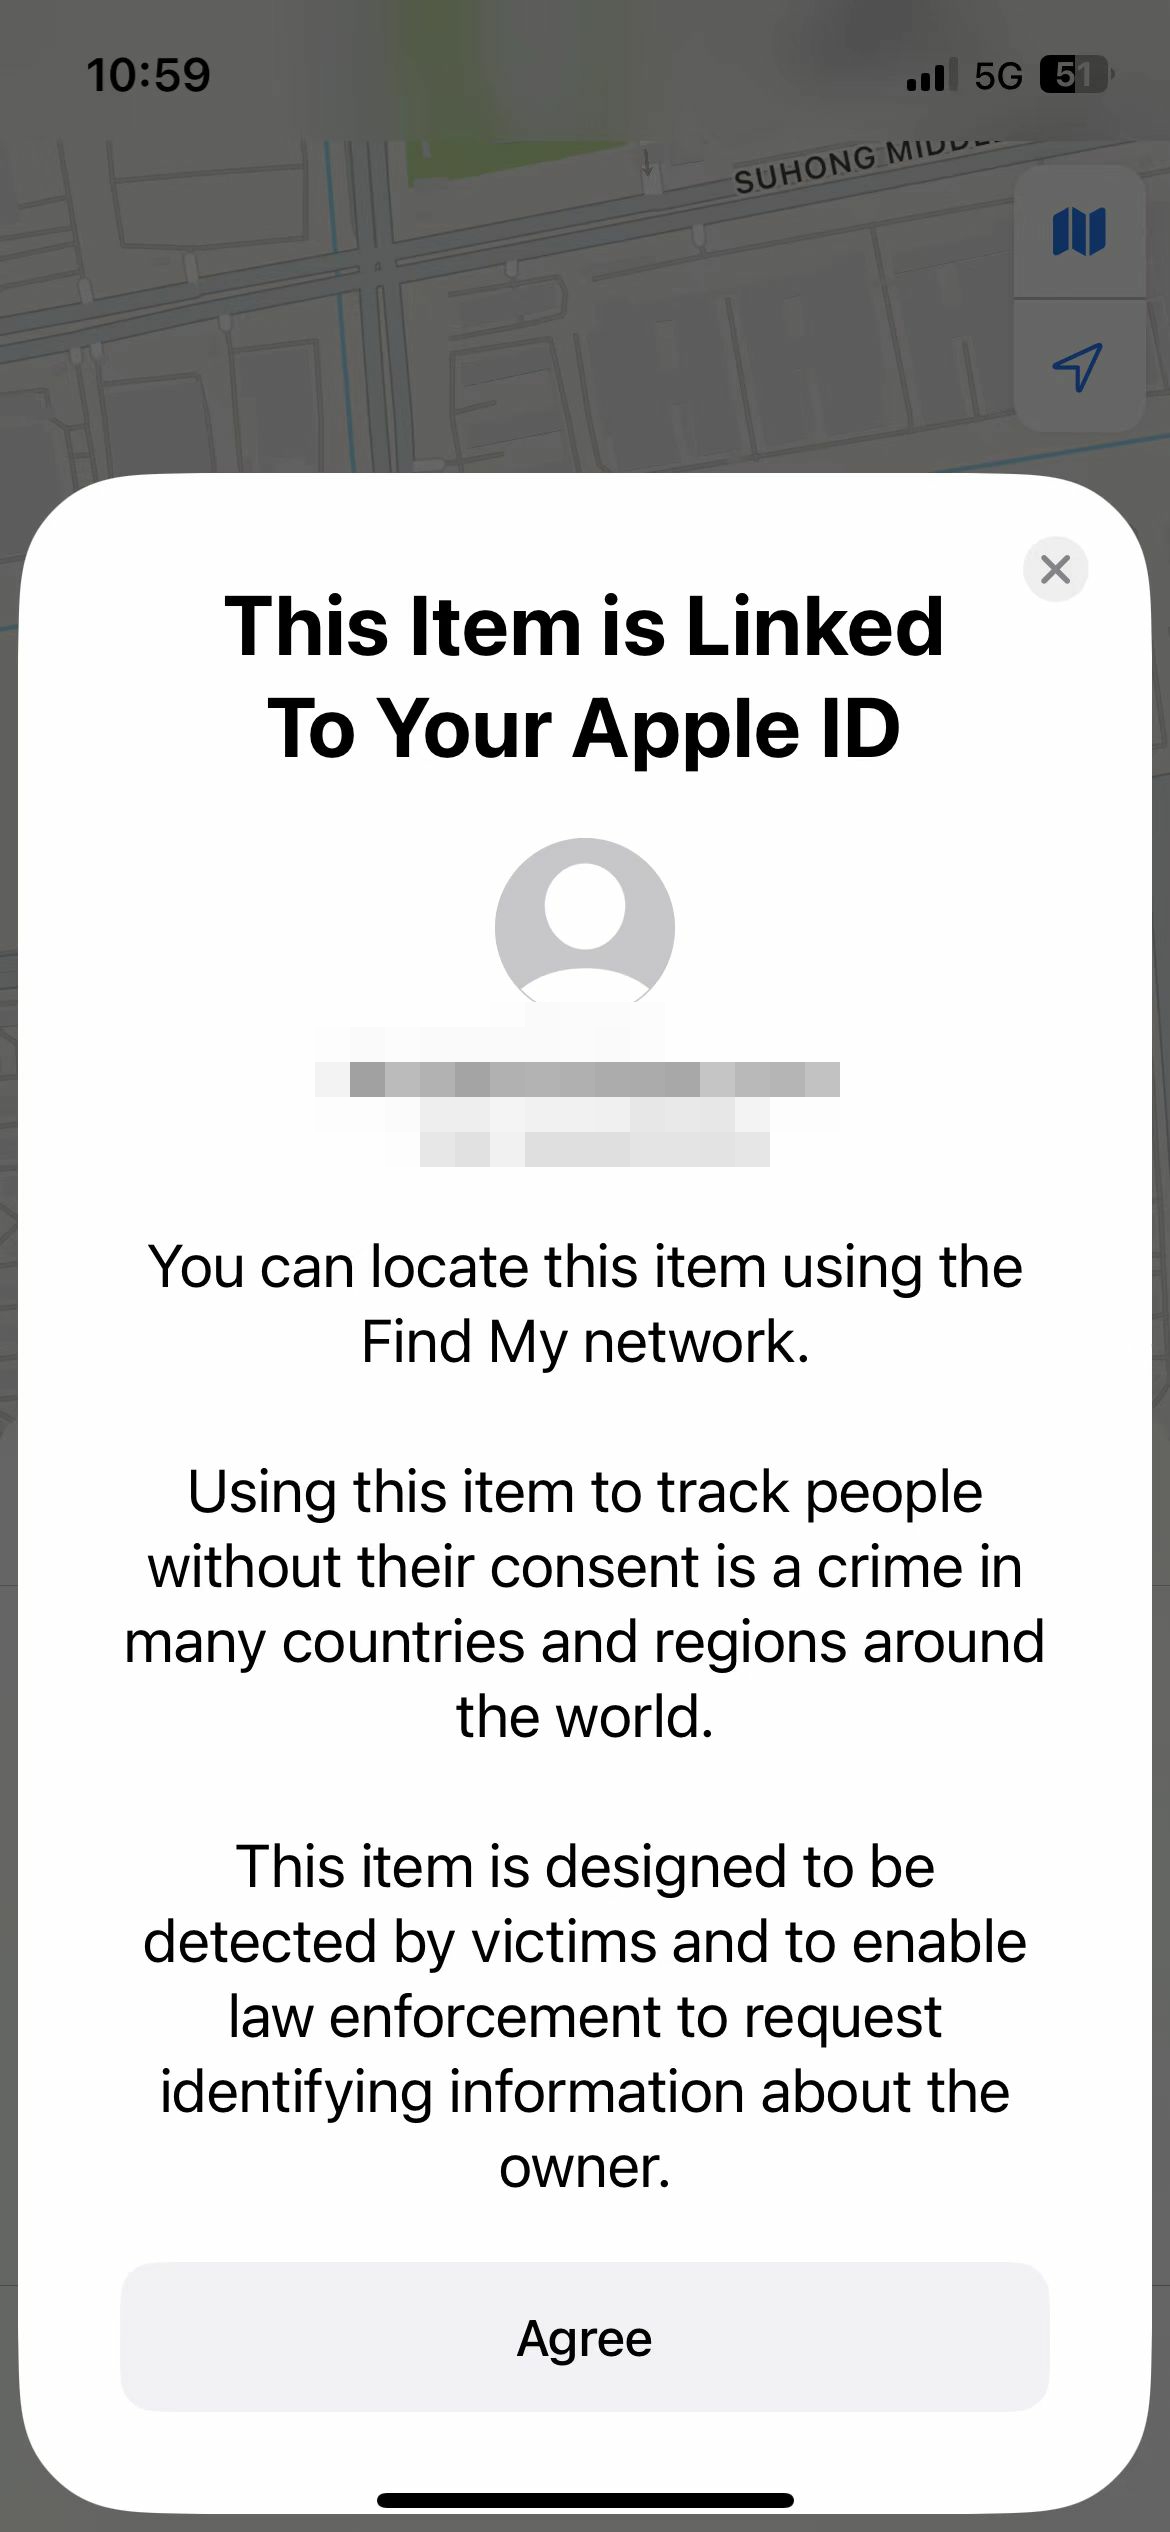 10:59
5G
51
SUHONG
This Item is Linked
To Your Apple ID
You can locate this item using the
Find My network.
Using this item to track people
without their consent is a crime in
many countries and regions around
the world.
This item is designed to be
detected by victims and to enable
law enforcement to request
identifying information about the
owner.
Agree